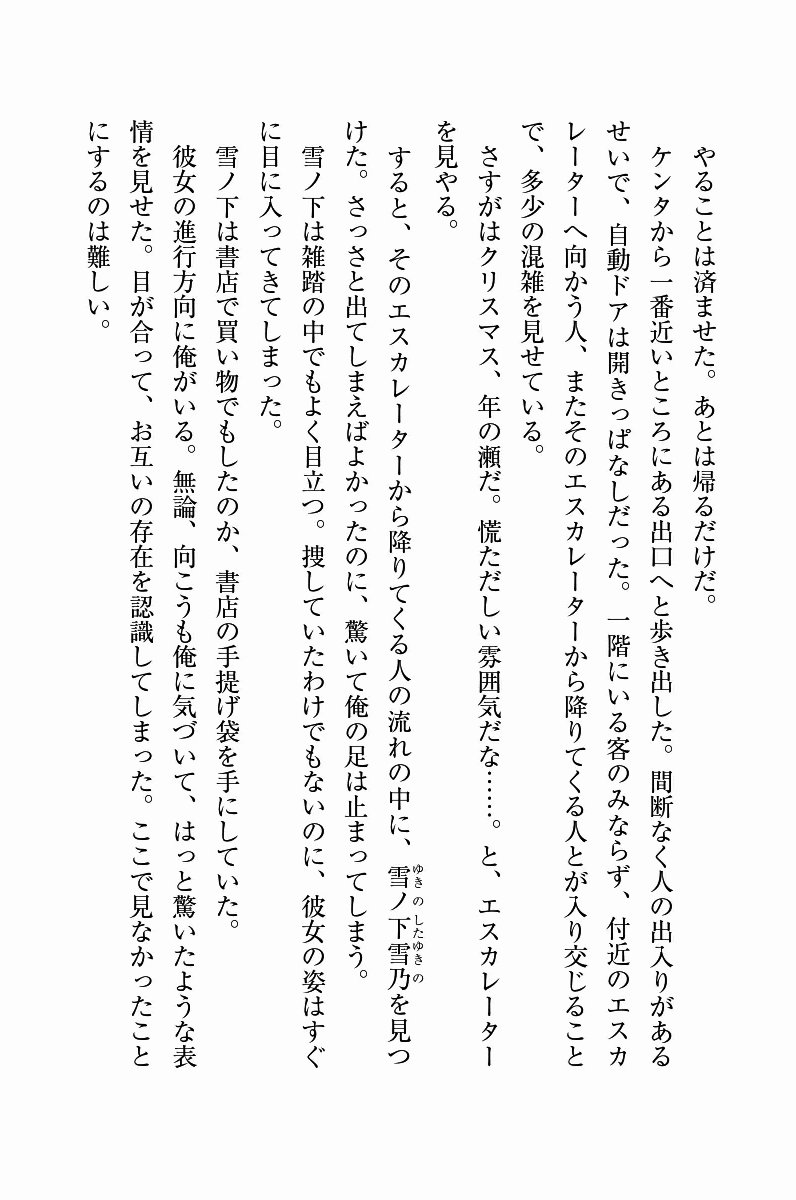 やることは済ませた。あとは帰るだけだ。
ケンタから一番近いところにある出口へと歩き出した。間断なく人の出入りがある
せいで、自動ドアは開きっぱなしだった。一階にいる客のみならず、付近のエスカ
レーターへ向かう人、またそのエスカレーターから降りてくる人とが入り交じること
で、多少の混雑を見せている。
さすがはクリスマス、年の瀬だ。慌ただしい雰囲気だな……。と、エスカレーター
を見やる。
すると、そのエスカレーターから降りてくる人の流れの中に、雪ノ下雪乃を見つ
ゆきのしたゆきの
けた。さっさと出てしまえばよかったのに、驚いて俺の足は止まってしまう。
雪ノ下は雑踏の中でもよく目立つ。捜していたわけでもないのに、彼女の姿はすぐ
に目に入ってきてしまった。
雪ノ下は書店で買い物でもしたのか、書店の手提げ袋を手にしていた。
彼女の進行方向に俺がいる。無論、向こうも俺に気づいて、はっと驚いたような表
情を見せた。目が合って、お互いの存在を認識してしまった。ここで見なかったこと
にするのは難しい。